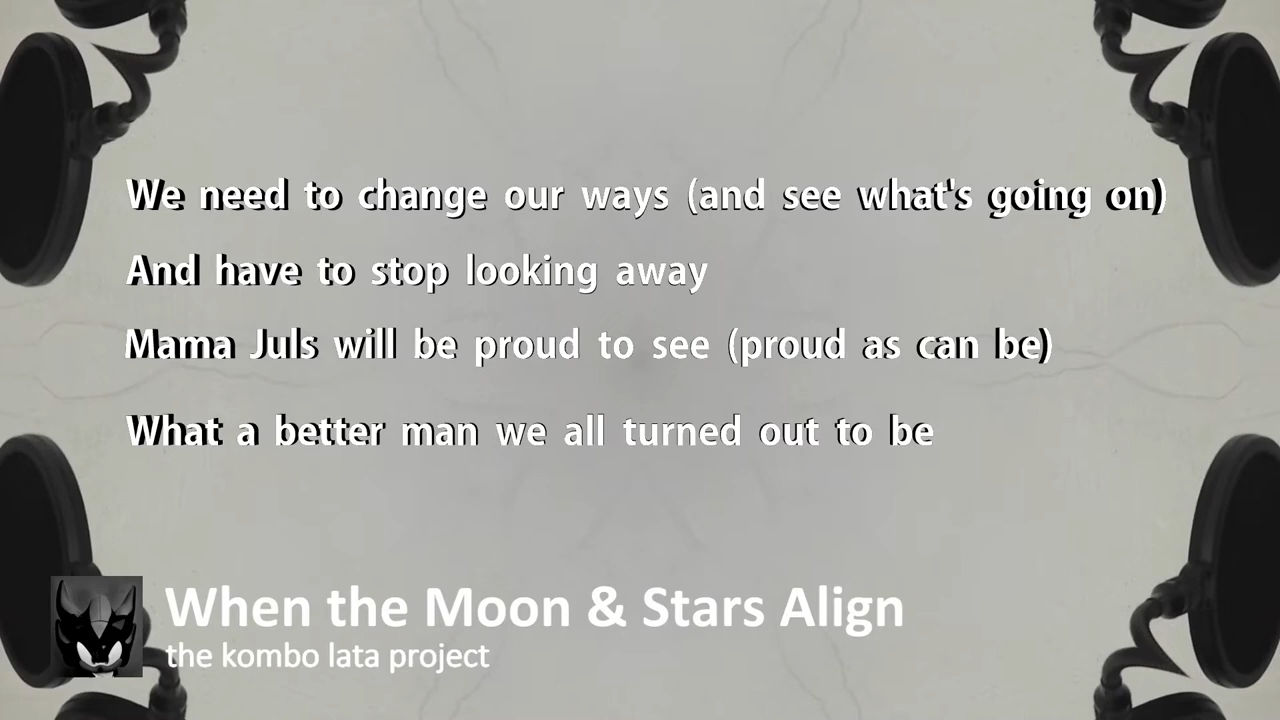 We need to change our ways (and see what's going on)
And have to stop looking away
Mama Juls will be proud to see (proud as can be)
What a better man we all turned out to be
When the Moon & Stars Align
the kombo lata project